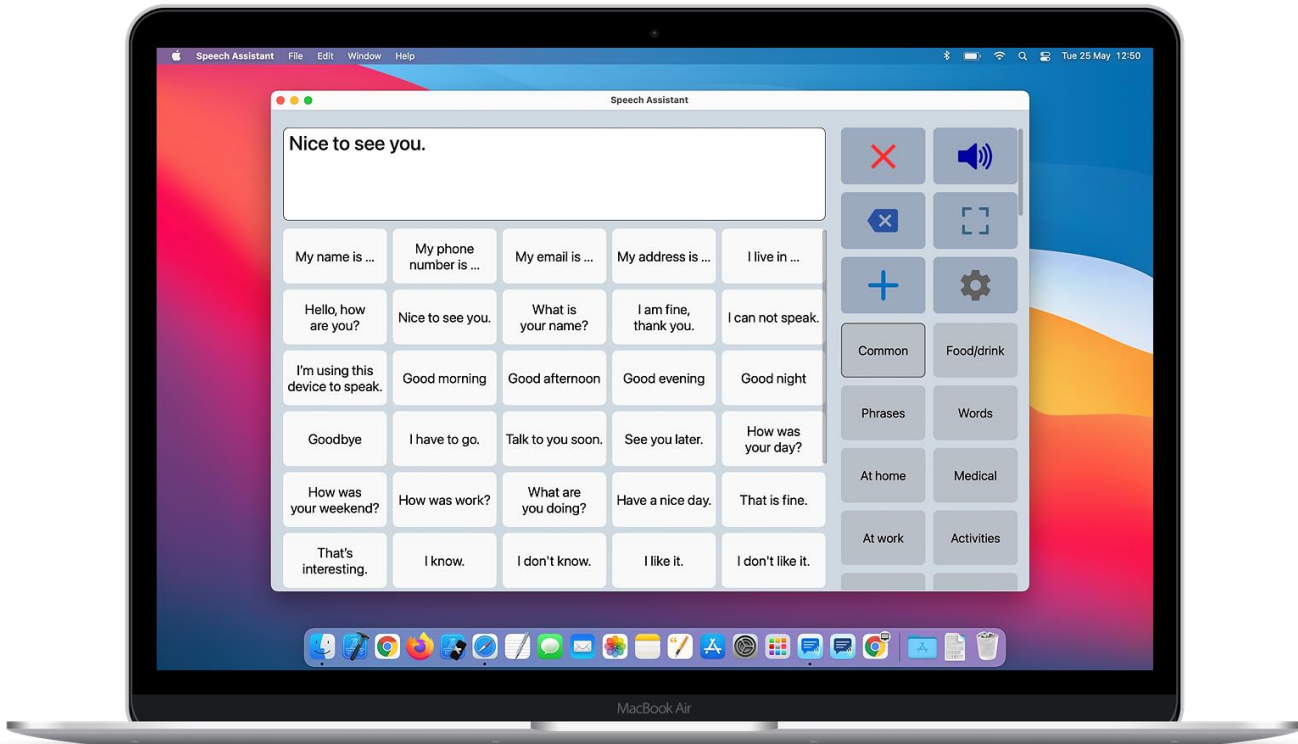 Speech Assistant File Edit Window Help Tue 25 May 12:50
Speech Assistant
Nice to see you.
My name is ...
My phone
number is ...
My email is ...
My address is ...
I live in ...
Hello, how
are you?
Nice to see you.
What is
your name?
I am fine,
thank you.
I can not speak.
I'm using this
device to speak.
Good morning
Good afternoon
Good evening
Good night
Goodbye
I have to go.
Talk to you soon.
See you later.
How was
your day?
How was
your weekend?
How was work?
What are
you doing?
Have a nice day.
That is fine.
That's
interesting.
I know.
I don't know.
I like it.
I don't like it.
Common
Food/drink
Phrases
Words
At home
Medical
At work
Activities
MacBook Air